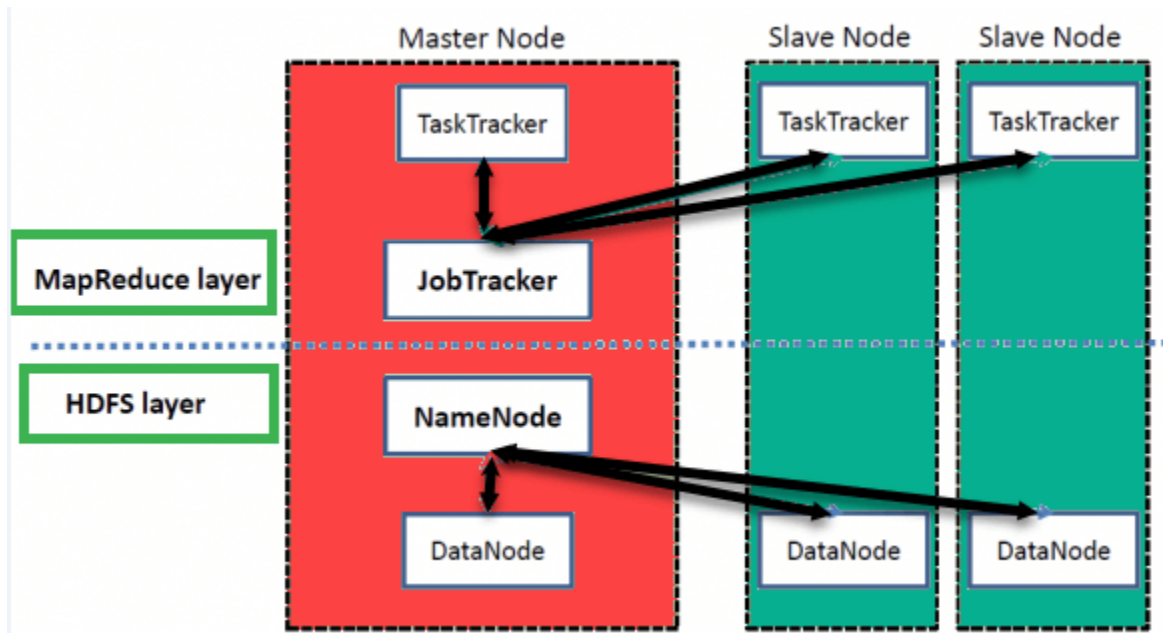 Master Node
Slave Node
Slave Node
TaskTracker
TaskTracker
TaskTracker
MapReduce layer
JobTracker
HDFS layer
NameNode
DataNode
DataNode
DataNode